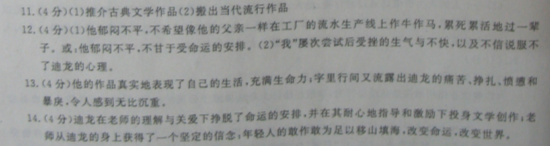 11.(4分)(1)推介古典文学作品(2)搬出当代流行作品
12.(4分)(1)他郁闷不平,不希望像他的父亲一样在工厂的流水生产线上作牛作马,累死累活地过一辈
子。或:他郁闷不平,不甘于受命运的安排。(2)“我”屡次尝试后受挫的生气与不快,以及不信说服不
了迪龙的心理。
13.(4分)他的作品真实地表现了自己的生活,充满生命力;字里行间又流露出迪龙的痛苦、挣扎、愤懑和
暴戾,令人感到无比沉重。
14.(4分)迪龙在老师的理解与关爱下挣脱了命运的安排,并在其耐心地指导和激励下投身文学创作;老
师从迪龙的身上获得了一个坚定的信念:年轻人的敢作敢为足以移山填海,改变命运,改变世界。